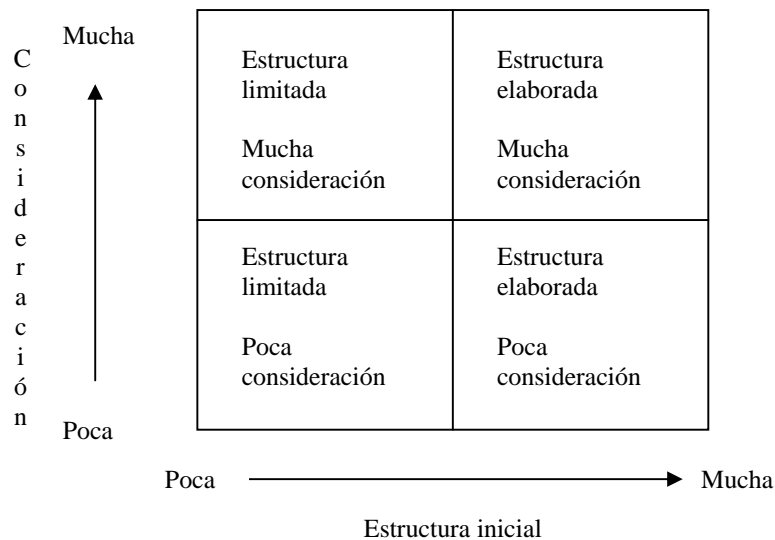 Consideración
Mucha
Poca
Estructura
limitada
Mucha
consideración
Estructura
elaborada
Mucha
consideración
Estructura
limitada
Poca
consideración
Estructura
elaborada
Poca
consideración
Poca
Mucha
Estructura inicial